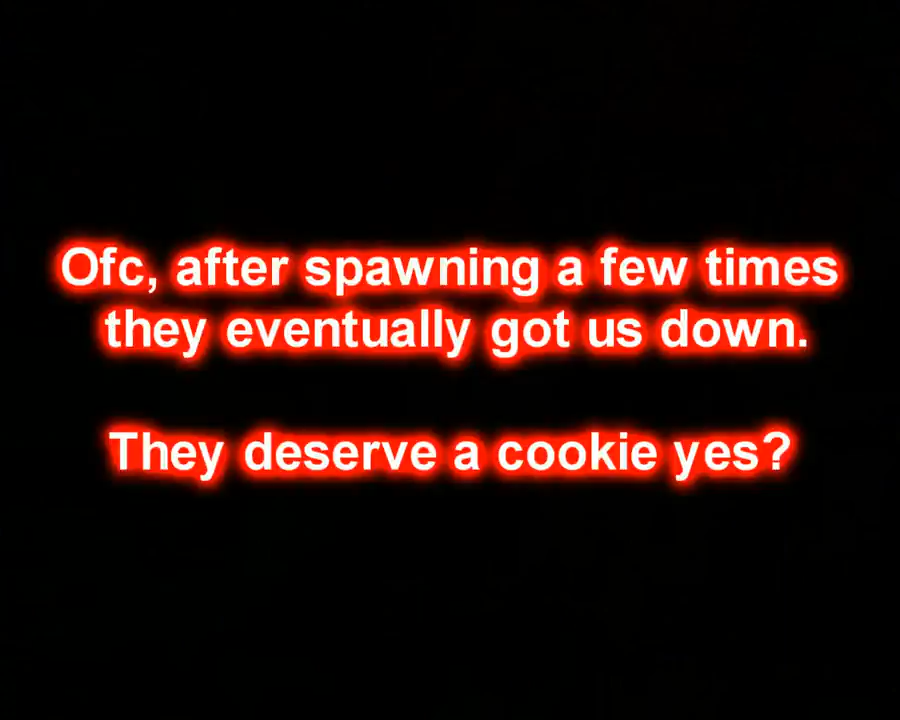 Ofc, after spawning a few times
they eventually got us down.
They deserve a cookie yes?